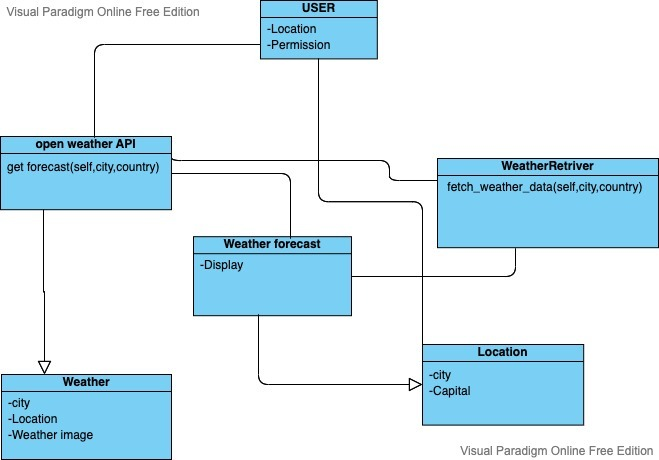 Visual Paradigm Online Free Edition
USER
-Location
-Permission
open weather API
get forecast(self,city,country)
WeatherRetriver
fetch_weather_data(self,city,country)
Weather forecast
-Display
Location
-city
-Capital
Weather
-city
-Location
-Weather image
Visual Paradigm Online Free Edition